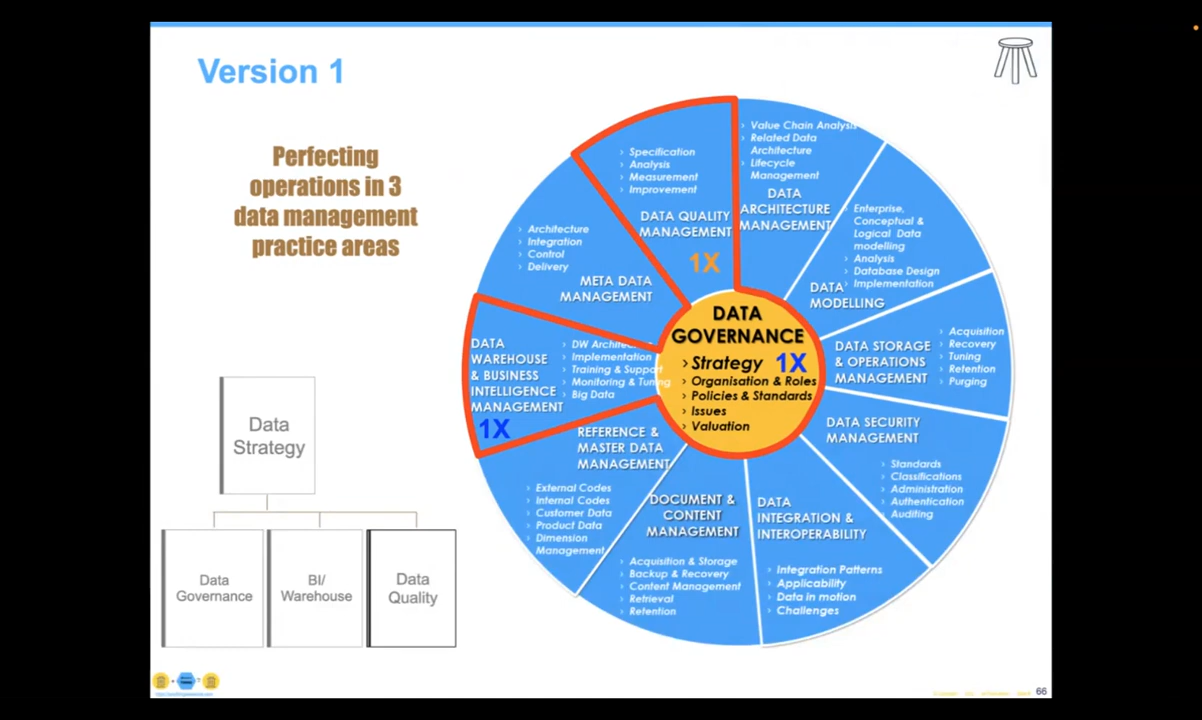 Version 1
Perfecting
operations in 3
data management
practice areas
Data
Strategy
Data
Governance
BI/
Warehouse
Data
Quality
› Value Chain Analysis
› Related Data
Architecture
› Lifecycle
Management
DATA
ARCHITECTURE
MANAGEMENT
› Enterprise,
Conceptual &
Logical Data
modelling
› Analysis
› Database Design
› Implementation
DATA
MODELLING
DATA STORAGE
& OPERATIONS
MANAGEMENT
› Acquisition
› Recovery
› Tuning
› Retention
› Purging
DATA SECURITY
MANAGEMENT
› Standards
› Classifications
› Administration
› Authentication
› Auditing
DATA
INTEGRATION &
INTEROPERABILITY
› Integration Patterns
› Applicability
› Data in motion
› Challenges
DOCUMENT &
CONTENT
MANAGEMENT
› Acquisition & Storage
› Backup & Recovery
› Content Management
› Retrieval
› Retention
REFERENCE &
MASTER DATA
MANAGEMENT
› External Codes
› Internal Codes
› Customer Data
› Product Data
› Dimension
Management
DATA
WAREHOUSE
& BUSINESS
INTELLIGENCE
MANAGEMENT
1X
› DW
› Implementation
› Training & Support
› Monitoring & Tuning
› Big Data
› Architecture
› Integration
› Control
› Delivery
META DATA
MANAGEMENT
› Specification
› Analysis
› Measurement
› Improvement
DATA QUALITY
MANAGEMENT
1X
DATA
GOVERNANCE
› Strategy 1X
› Organisation & Roles
› Policies & Standards
› Issues
› Valuation
66